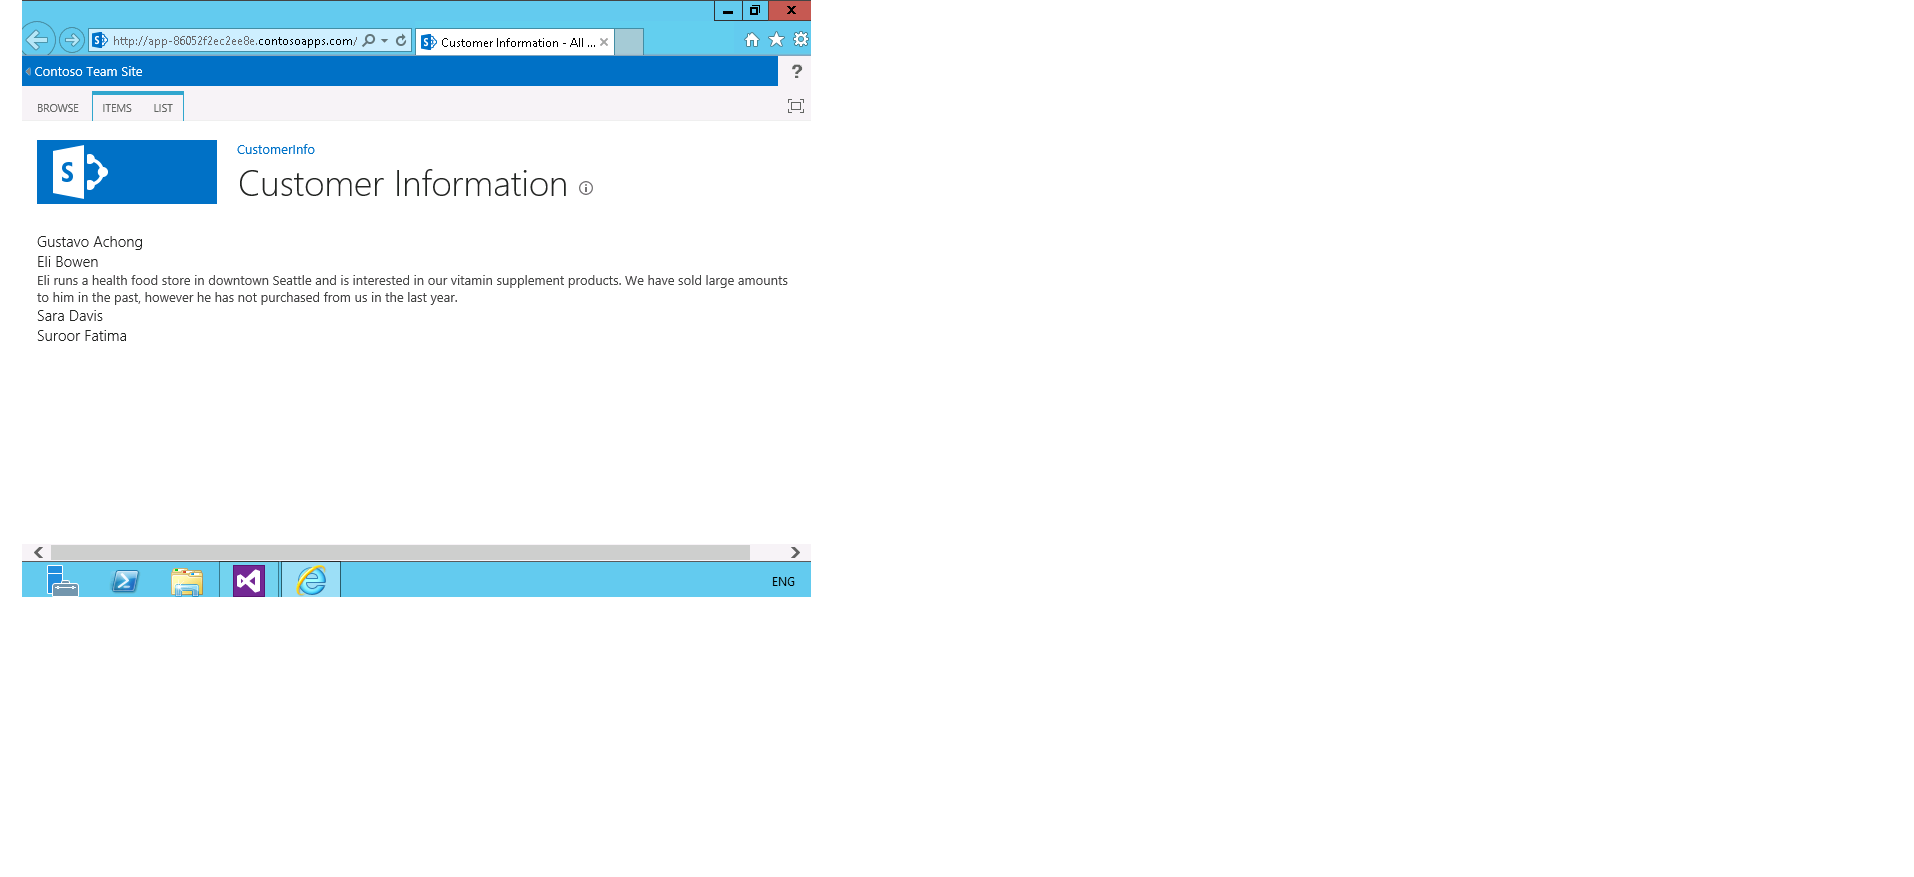 http://app-86052f2ec2ee8e.contosoapps.com/
Customer Information - All ...
Contoso Team Site
?
BROWSE ITEMS LIST
S
CustomerInfo
Customer Information
Gustavo Achong
Eli Bowen
Eli runs a health food store in downtown Seattle and is interested in our vitamin supplement products. We have sold large amounts
to him in the past, however he has not purchased from us in the last year.
Sara Davis
Suroor Fatima
ENG